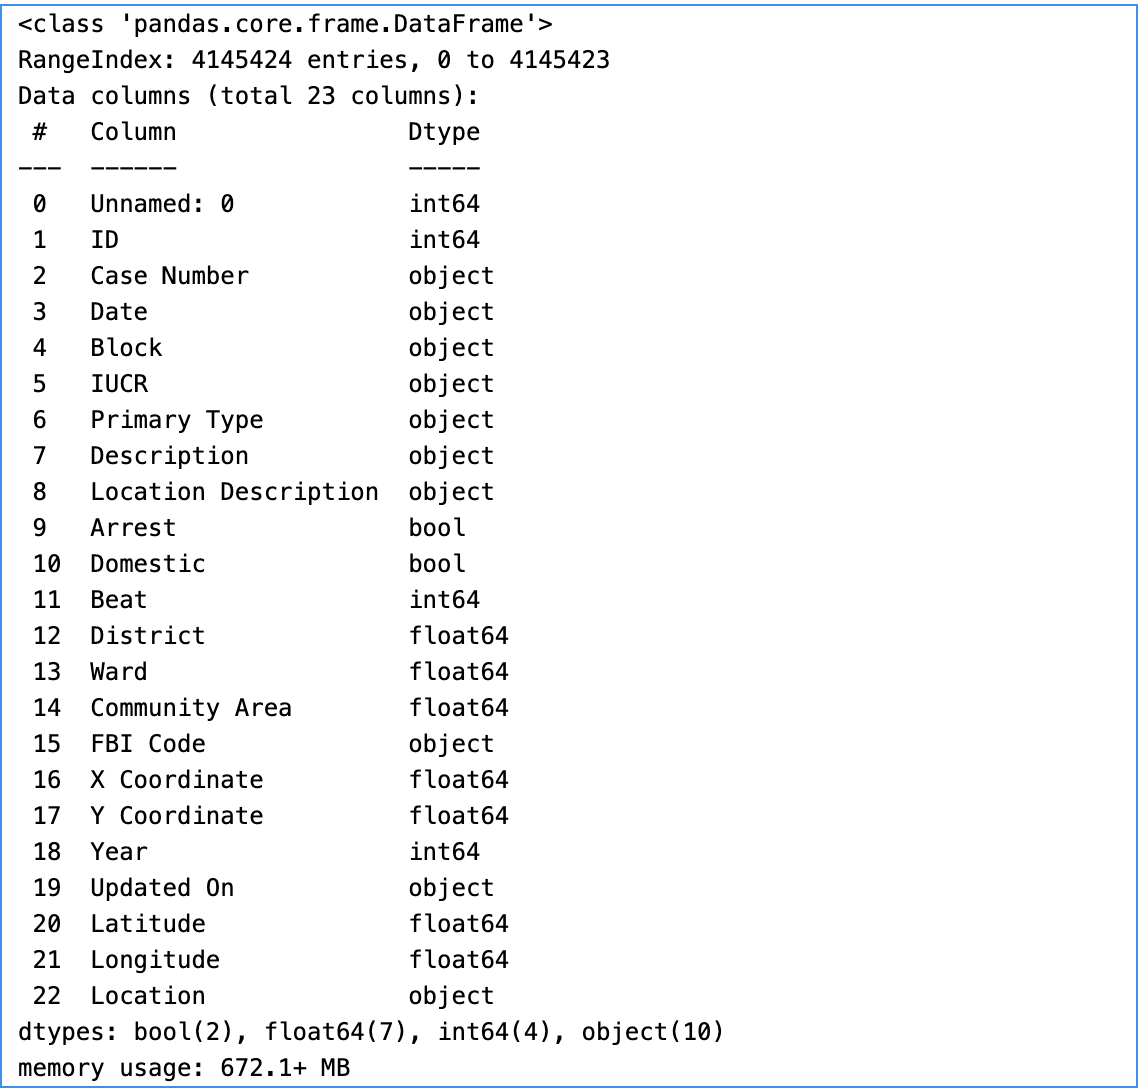 <class 'pandas.core.frame.DataFrame'>
RangeIndex: 4145424 entries, 0 to 4145423
Data columns (total 23 columns):
 #   Column                Dtype
---  ------                -----
 0   Unnamed: 0            int64
 1   ID                    int64
 2   Case Number           object
 3   Date                  object
 4   Block                 object
 5   IUCR                  object
 6   Primary Type          object
 7   Description           object
 8   Location Description  object
 9   Arrest                bool
 10  Domestic              bool
 11  Beat                  int64
 12  District              float64
 13  Ward                  float64
 14  Community Area        float64
 15  FBI Code              object
 16  X Coordinate          float64
 17  Y Coordinate          float64
 18  Year                  int64
 19  Updated On            object
 20  Latitude              float64
 21  Longitude             float64
 22  Location              object
dtypes: bool(2), float64(7), int64(4), object(10)
memory usage: 672.1+ MB